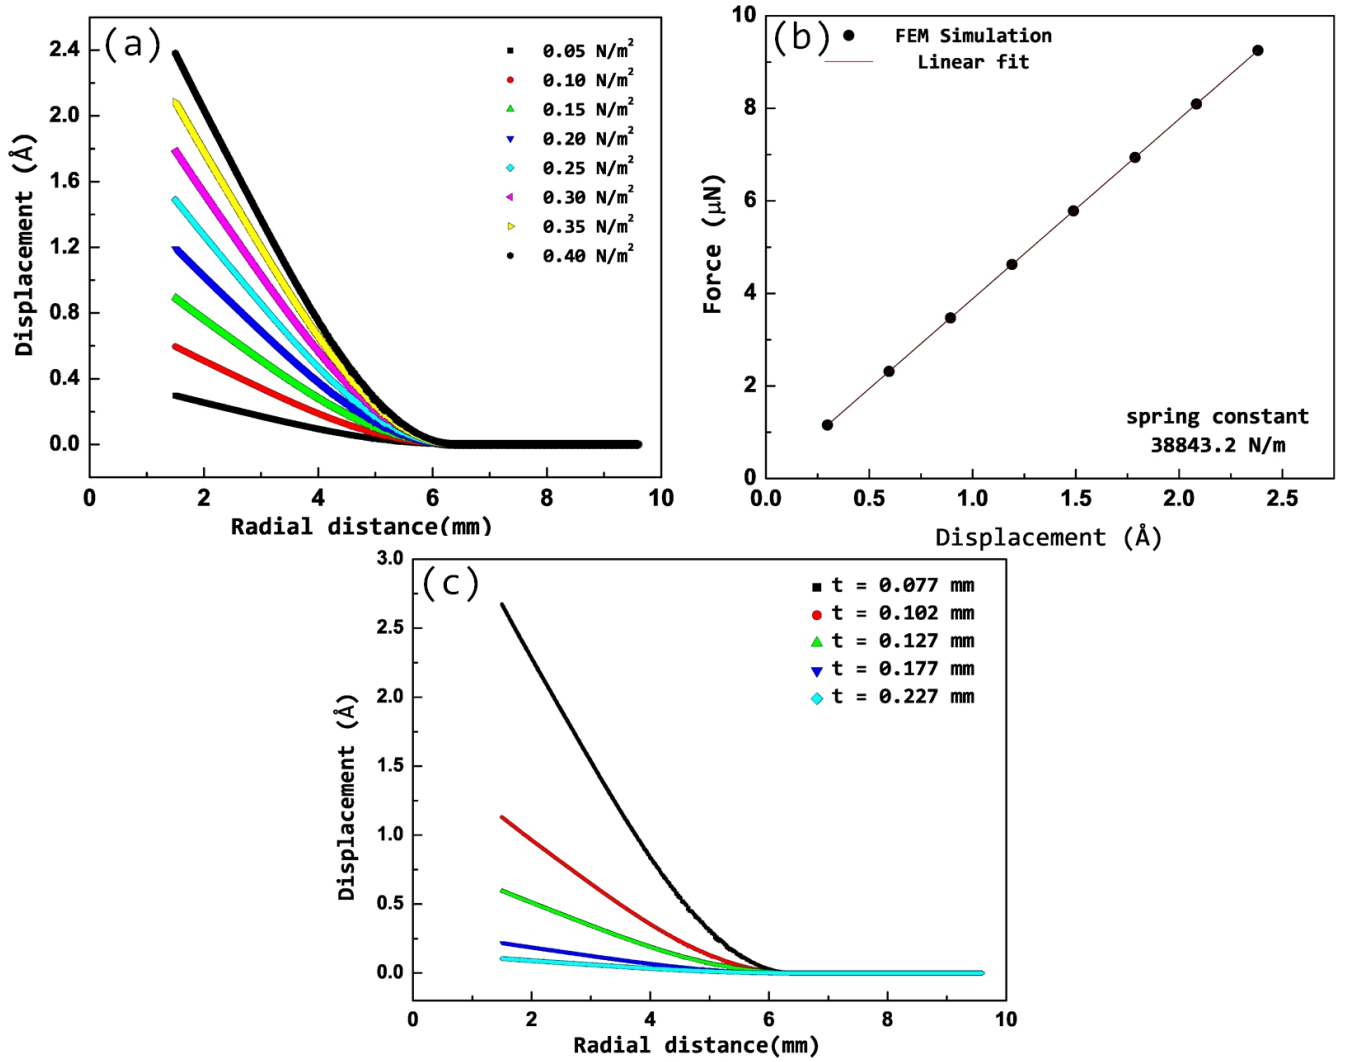 (a)
0.05 N/m²
0.10 N/m²
0.15 N/m²
0.20 N/m²
0.25 N/m²
0.30 N/m²
0.35 N/m²
0.40 N/m²
2.4
2.0
1.6
1.2
0.8
0.4
0.0
Displacement (Å)
0 2 4 6 8 10
Radial distance(mm)
(b)
FEM Simulation
Linear fit
10
8
6
4
2
0
Force (μN)
spring constant
38843.2 N/m
0.0 0.5 1.0 1.5 2.0 2.5
Displacement (Å)
(c)
t = 0.077 mm
t = 0.102 mm
t = 0.127 mm
t = 0.177 mm
t = 0.227 mm
3.0
2.5
2.0
1.5
1.0
0.5
0.0
Displacement (Å)
0 2 4 6 8 10
Radial distance(mm)